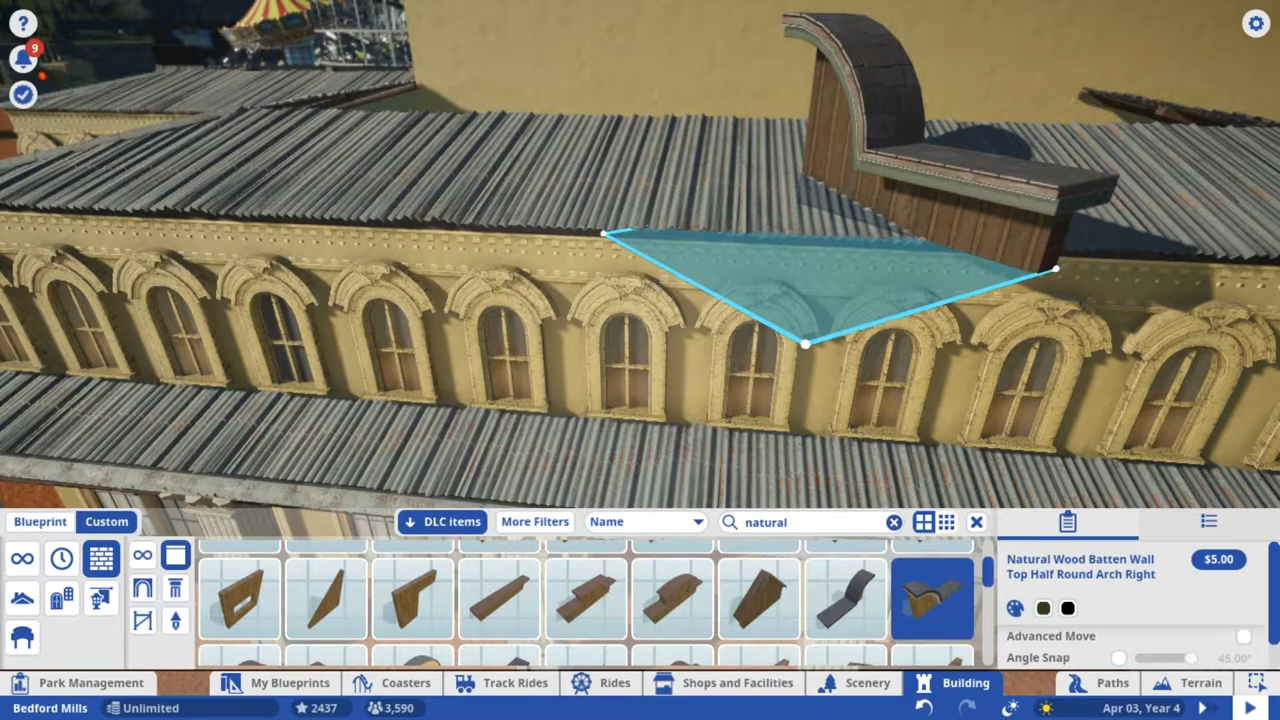 ?
9
Blueprint
Custom
DLC items
More Filters
Name
natural
Natural Wood Batten Wall
Top Half Round Arch Right
$5.00
Advanced Move
Angle Snap
45.00°
Park Management
My Blueprints
Coasters
Track Rides
Rides
Shops and Facilities
Scenery
Building
Paths
Terrain
Bedford Mills
Unlimited
2437
3,590
Apr 03, Year 4